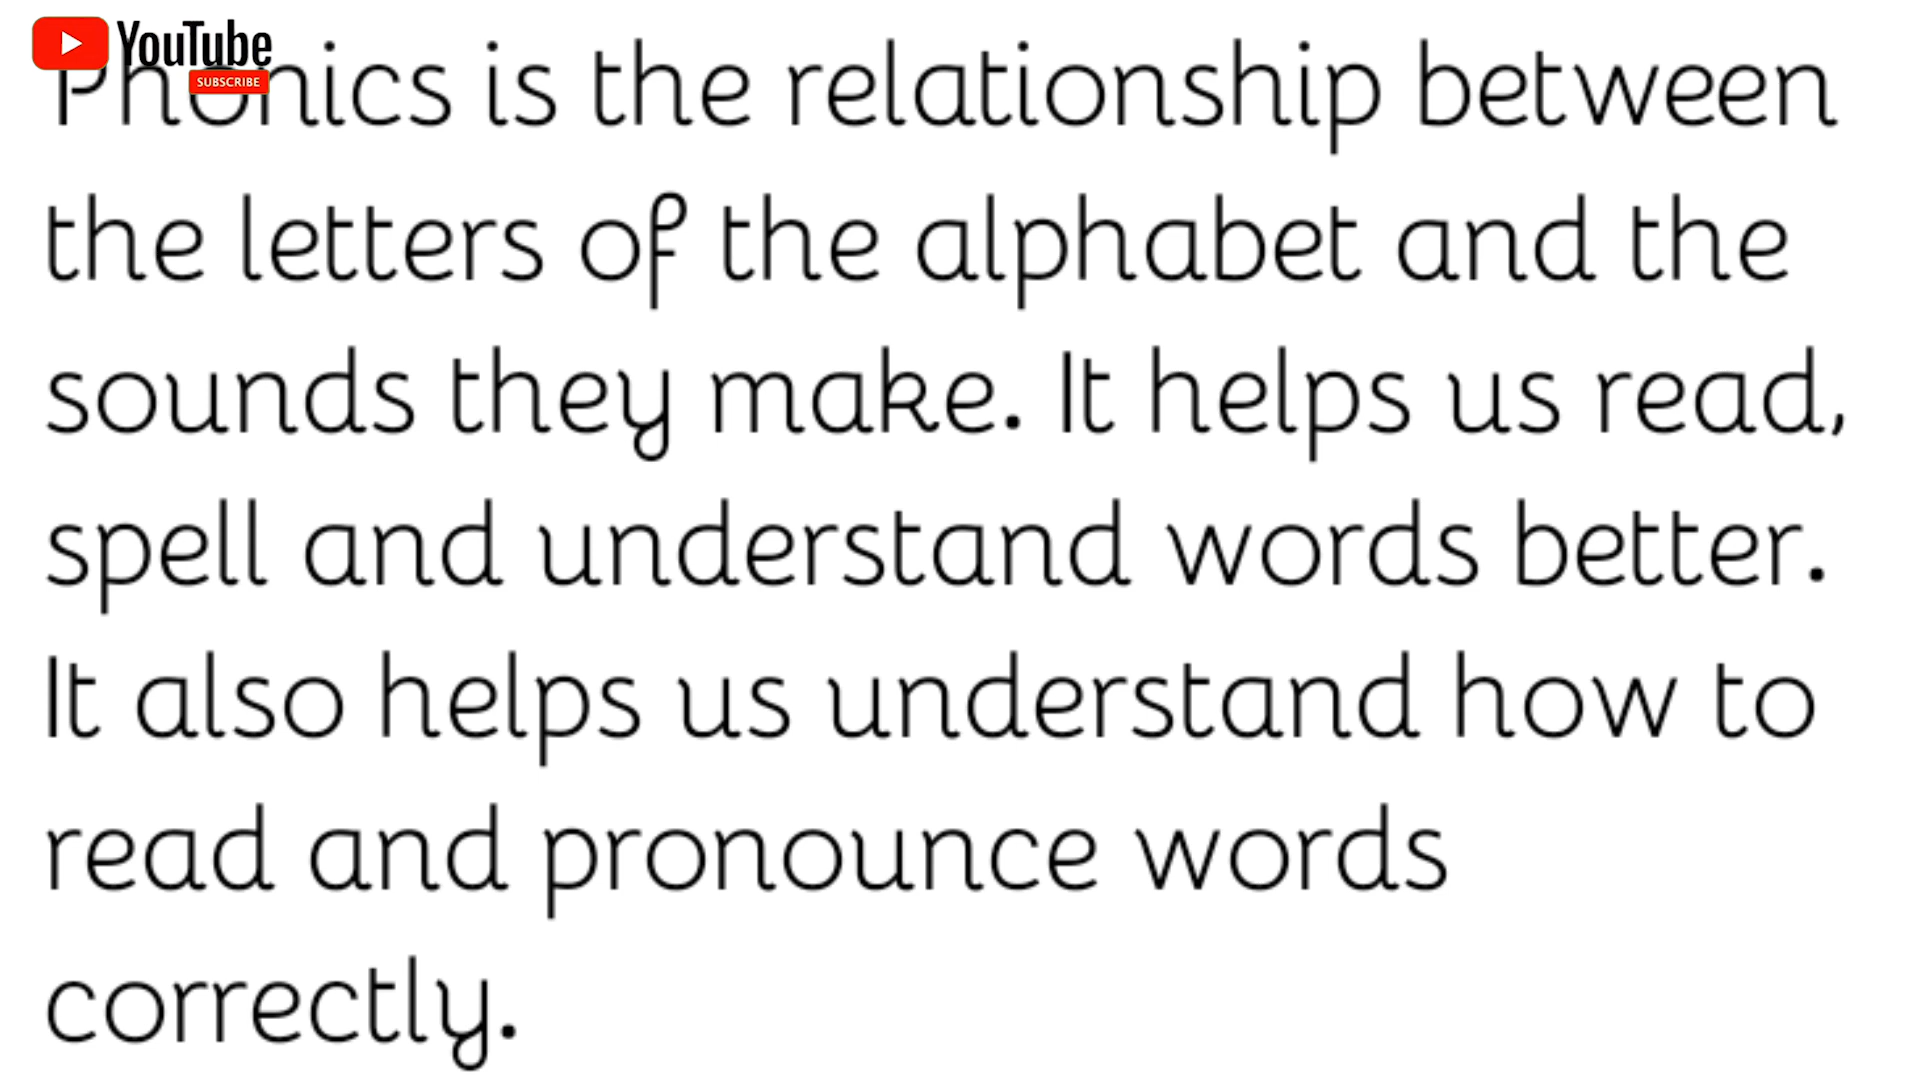 YouTube
SUBSCRIBE
Phonics is the relationship between
the letters of the alphabet and the
sounds they make. It helps us read,
spell and understand words better.
It also helps us understand how to
read and pronounce words
correctly.